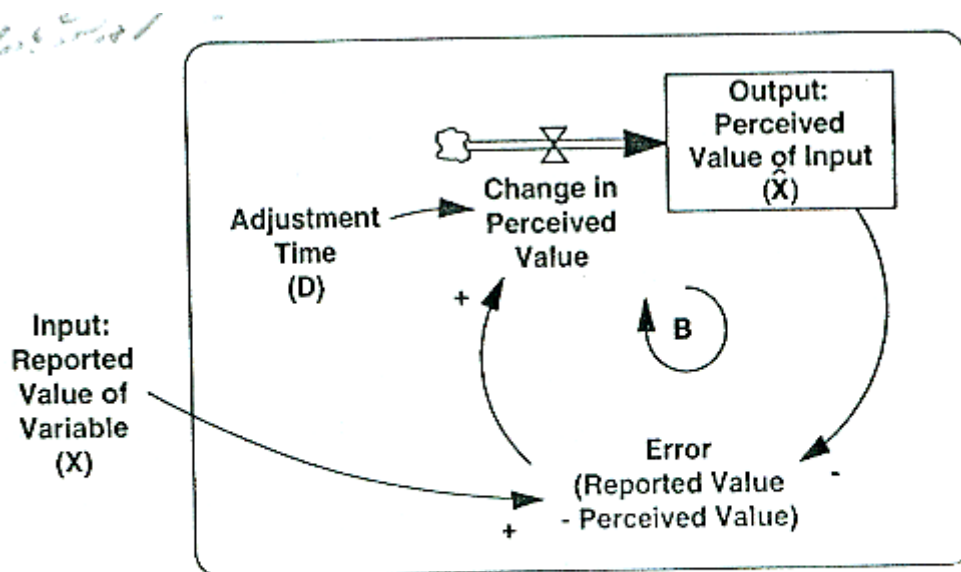 Output:
Perceived
Value of Input
(X̂)
Change in
Perceived
Value
Adjustment
Time
(D)
+
B
Input:
Reported
Value of
Variable
(X)
Error
(Reported Value
- Perceived Value)
-
+